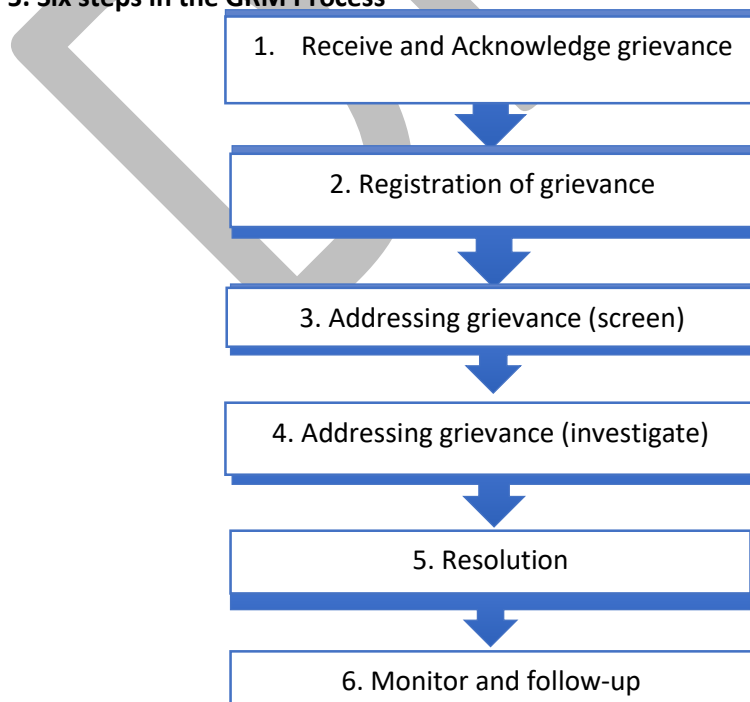 5. Six steps in the GRM Process
1. Receive and Acknowledge grievance
2. Registration of grievance
3. Addressing grievance (screen)
4. Addressing grievance (investigate)
5. Resolution
6. Monitor and follow-up